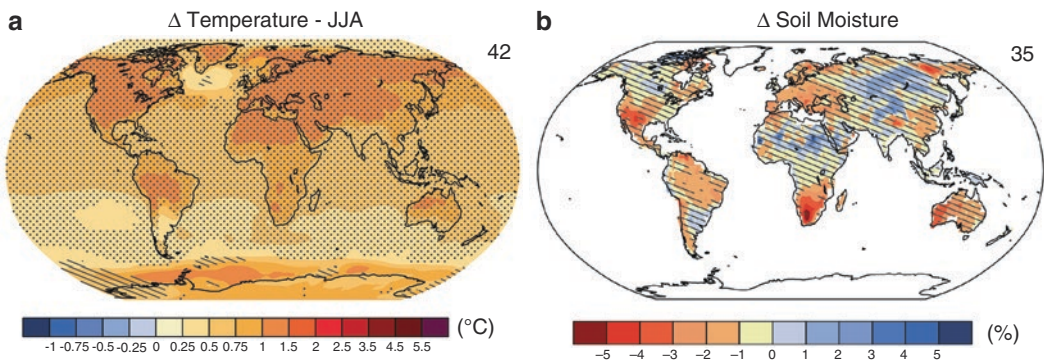 a
Δ Temperature - JJA
42
-1 -0.75 -0.5 -0.25 0 0.25 0.5 0.75 1 1.5 2 2.5 3.5 4.5 5.5 (°C)
b
Δ Soil Moisture
35
−5 −4 −3 −2 −1 0 1 2 3 4 5 (%)